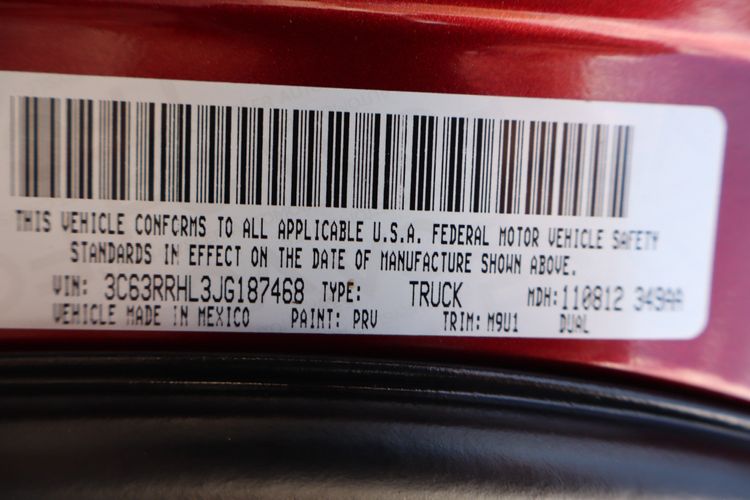 THIS VEHICLE CONFORMS TO ALL APPLICABLE U.S.A. FEDERAL MOTOR VEHICLE SAFETY
STANDARDS IN EFFECT ON THE DATE OF MANUFACTURE SHOWN ABOVE.
VIN: 3C63RRHL3JG187468 TYPE: TRUCK MDH: 110812 349AA
VEHICLE MADE IN MEXICO PAINT: PRV TRIM: M9U1 DUAL